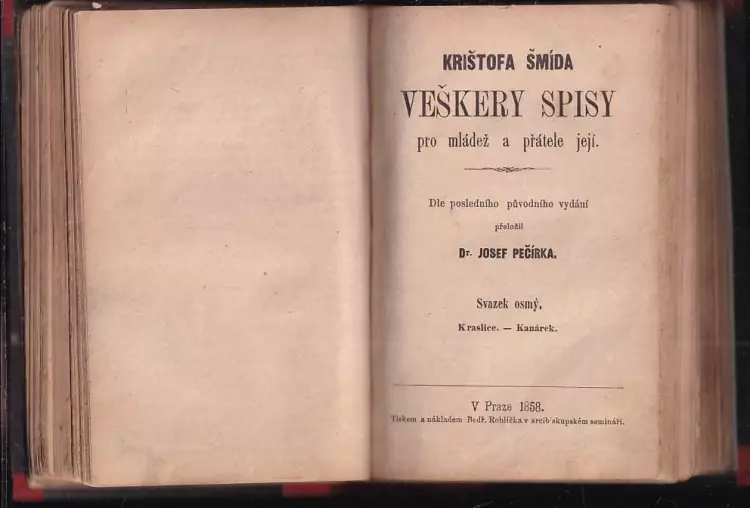 KRIŠTOFA ŠMÍDA
VEŠKERY SPISY
pro mládež a přátele její.
Dle posledního původního vydání
přeložil
Dr. JOSEF PEČÍRKA.
Svazek osmý.
Kraslice. — Kanárek.
V Praze 1858.
Tiskem a nákladem Bedř. Rohlíčka v arcib skupském semináři.